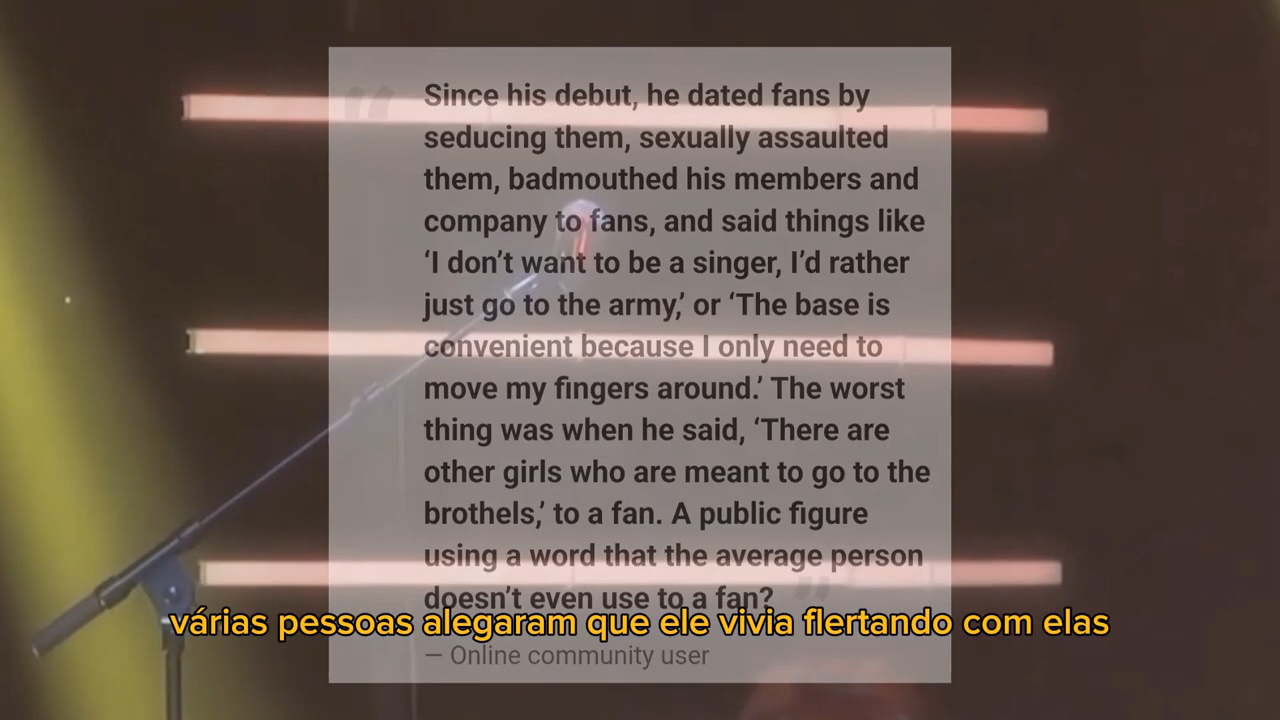 Since his debut, he dated fans by
seducing them, sexually assaulted
them, badmouthed his members and
company to fans, and said things like
‘I don’t want to be a singer, I’d rather
just go to the army,’ or ‘The base is
convenient because I only need to
move my fingers around.’ The worst
thing was when he said, ‘There are
other girls who are meant to go to the
brothels,’ to a fan. A public figure
using a word that the average person
doesn’t even use to a fan?
várias pessoas alegaram que ele vivia flertando com elas
— Online community user